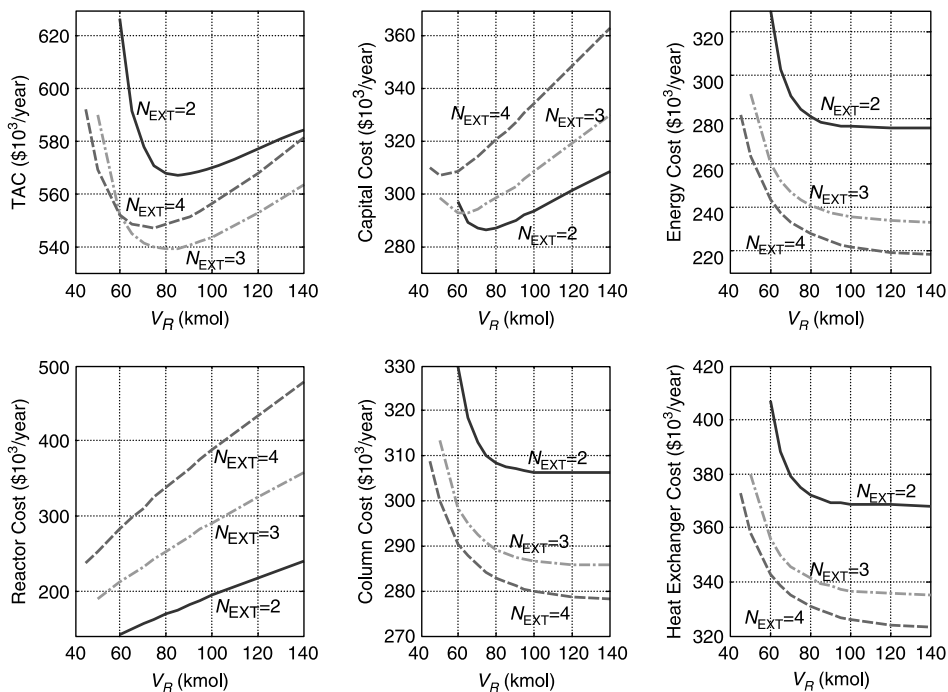 TAC ($10³/year)
620
600
580
560
540
N_EXT=2
N_EXT=4
N_EXT=3
40 60 80 100 120 140
V_R (kmol)
Capital Cost ($10³/year)
360
340
320
300
280
N_EXT=4
N_EXT=3
N_EXT=2
40 60 80 100 120 140
V_R (kmol)
Energy Cost ($10³/year)
320
300
280
260
240
220
N_EXT=2
N_EXT=3
N_EXT=4
40 60 80 100 120 140
V_R (kmol)
Reactor Cost ($10³/year)
500
400
300
200
N_EXT=4
N_EXT=3
N_EXT=2
40 60 80 100 120 140
V_R (kmol)
Column Cost ($10³/year)
330
320
310
300
290
280
270
N_EXT=2
N_EXT=3
N_EXT=4
40 60 80 100 120 140
V_R (kmol)
Heat Exchanger Cost ($10³/year)
420
400
380
360
340
320
N_EXT=2
N_EXT=3
N_EXT=4
40 60 80 100 120 140
V_R (kmol)